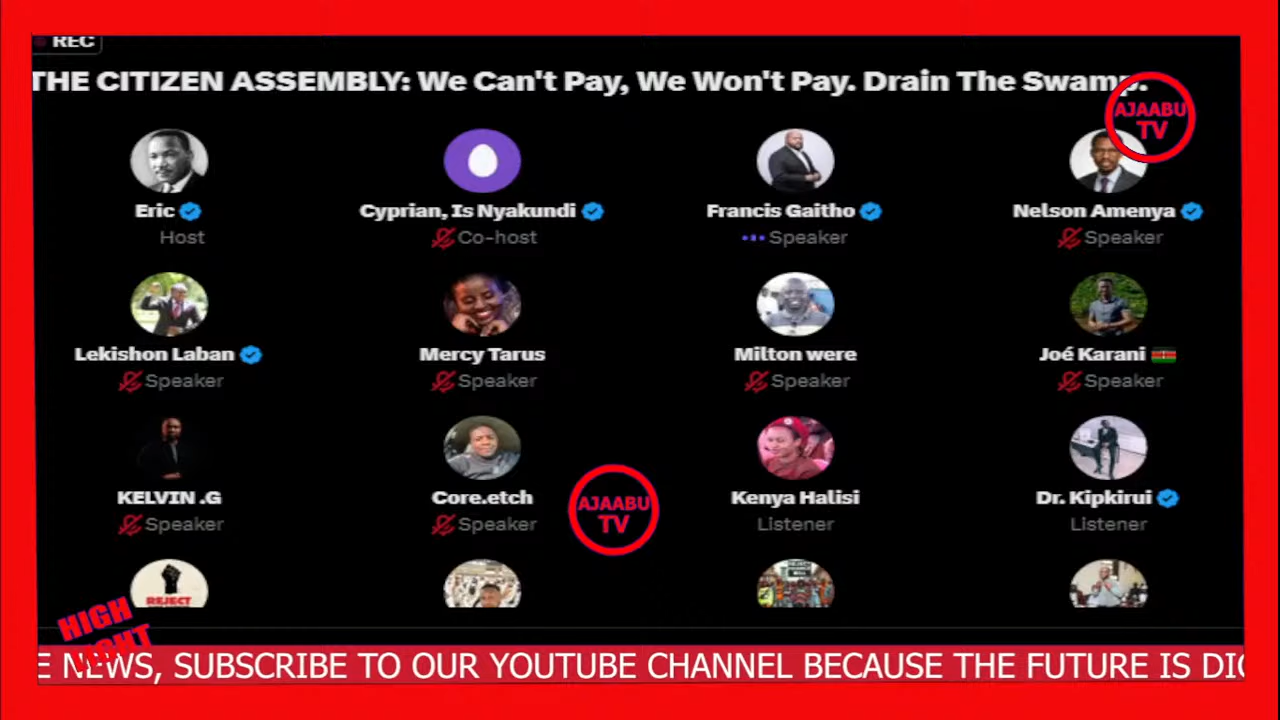 REC
THE CITIZEN ASSEMBLY: We Can't Pay, We Won't Pay. Drain The Swamp.
AJAABU
TV
Eric
Host
Cyprian, Is Nyakundi
Co-host
Francis Gaitho
Speaker
Nelson Amenya
Speaker
Lekishon Laban
Speaker
Mercy Tarus
Speaker
Milton were
Speaker
Joé Karani
Speaker
KELVIN .G
Speaker
Core.etch
Speaker
AJAABU
TV
Kenya Halisi
Listener
Dr. Kipkirui
Listener
REJECT
REJECT
HIGH
E NEWS, SUBSCRIBE TO OUR YOUTUBE CHANNEL BECAUSE THE FUTURE IS DIG